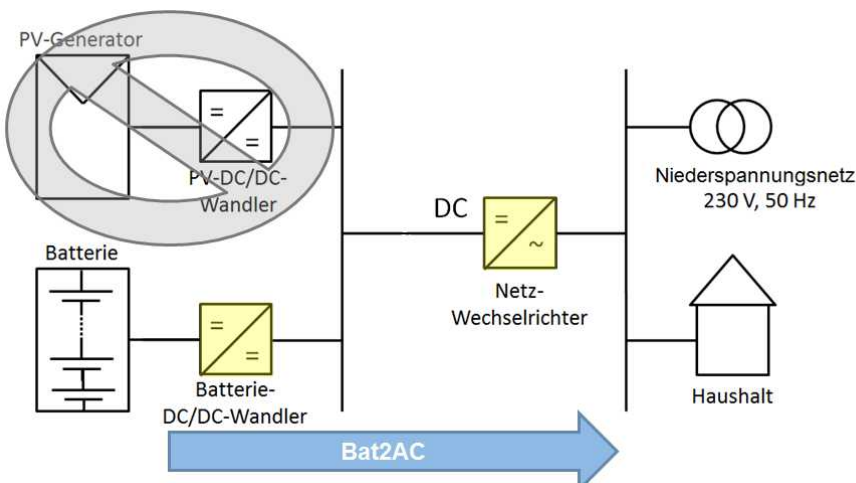 PV-Generator
=
=
PV-DC/DC-
Wandler
Batterie
=
=
Batterie-
DC/DC-Wandler
DC
=
~
Netz-
Wechselrichter
Niederspannungsnetz
230 V, 50 Hz
Haushalt
Bat2AC